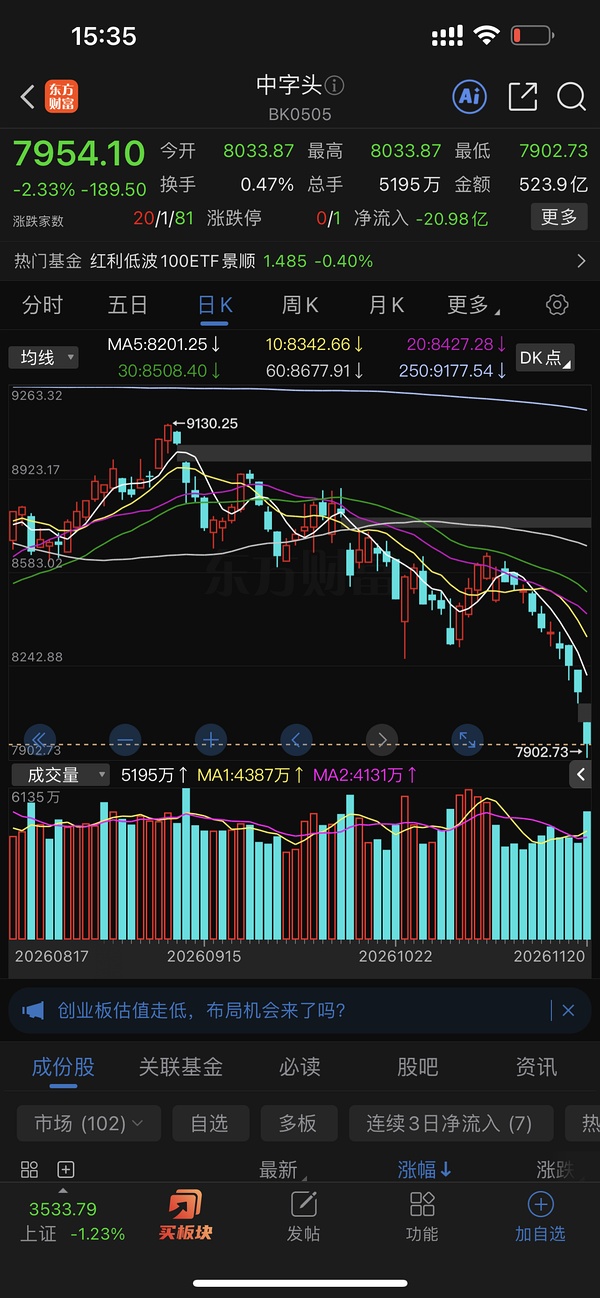 15:35
东方财富
中字头
BK0505
Ai
7954.10 今开 8033.87 最高 8033.87 最低 7902.73
-2.33% -189.50 换手 0.47% 总手 5195万 金额 523.9亿
涨跌家数 20/1/81 涨跌停 0/1 净流入 -20.98亿 更多
热门基金 红利低波100ETF景顺 1.485 -0.40%
分时 五日 日K 周K 月K 更多
均线 MA5:8201.25↓ 10:8342.66↓ 20:8427.28↓ DK点
30:8508.40↓ 60:8677.91↓ 250:9177.54↓
9263.32
←9130.25
8923.17
8583.02
东方财富
8242.88
7902.73
7902.73→
成交量 5195万↑ MA1:4387万↑ MA2:4131万↑
6135万
20260817 20260915 20261022 20261120
创业板估值走低，布局机会来了吗?
成份股 关联基金 必读 股吧 资讯
市场 (102) 自选 多板 连续3日净流入 (7) 热
最新 涨幅↓ 涨跌
3533.79
上证 -1.23%
买板块 发帖 功能 加自选